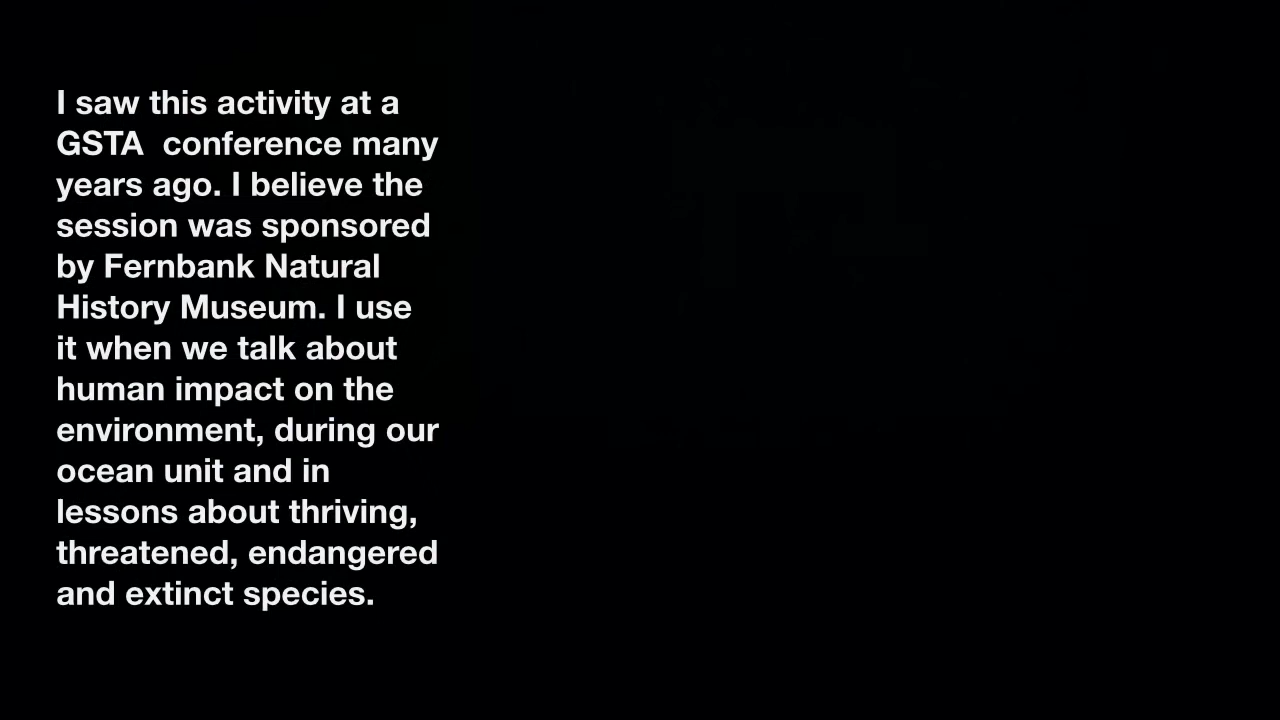 I saw this activity at a
GSTA  conference many
years ago. I believe the
session was sponsored
by Fernbank Natural
History Museum. I use
it when we talk about
human impact on the
environment, during our
ocean unit and in
lessons about thriving,
threatened, endangered
and extinct species.